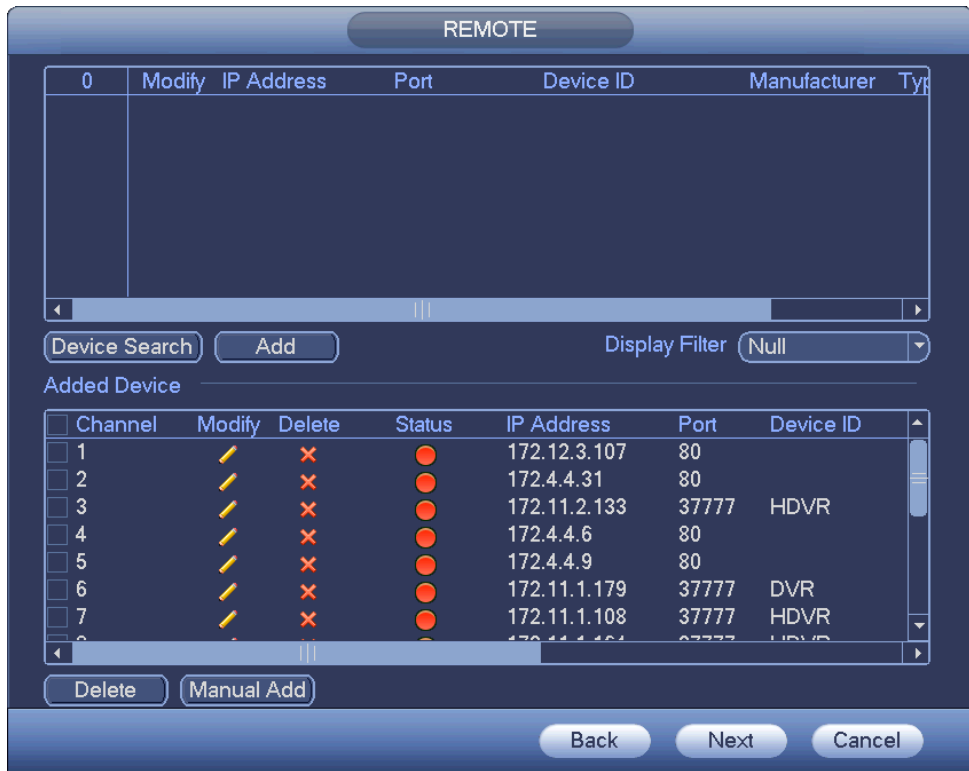 REMOTE
0 Modify IP Address Port Device ID Manufacturer Typ
Device Search Add Display Filter Null
Added Device
Channel Modify Delete Status IP Address Port Device ID
1 172.12.3.107 80
2 172.4.4.31 80
3 172.11.2.133 37777 HDVR
4 172.4.4.6 80
5 172.4.4.9 80
6 172.11.1.179 37777 DVR
7 172.11.1.108 37777 HDVR
Delete Manual Add
Back Next Cancel